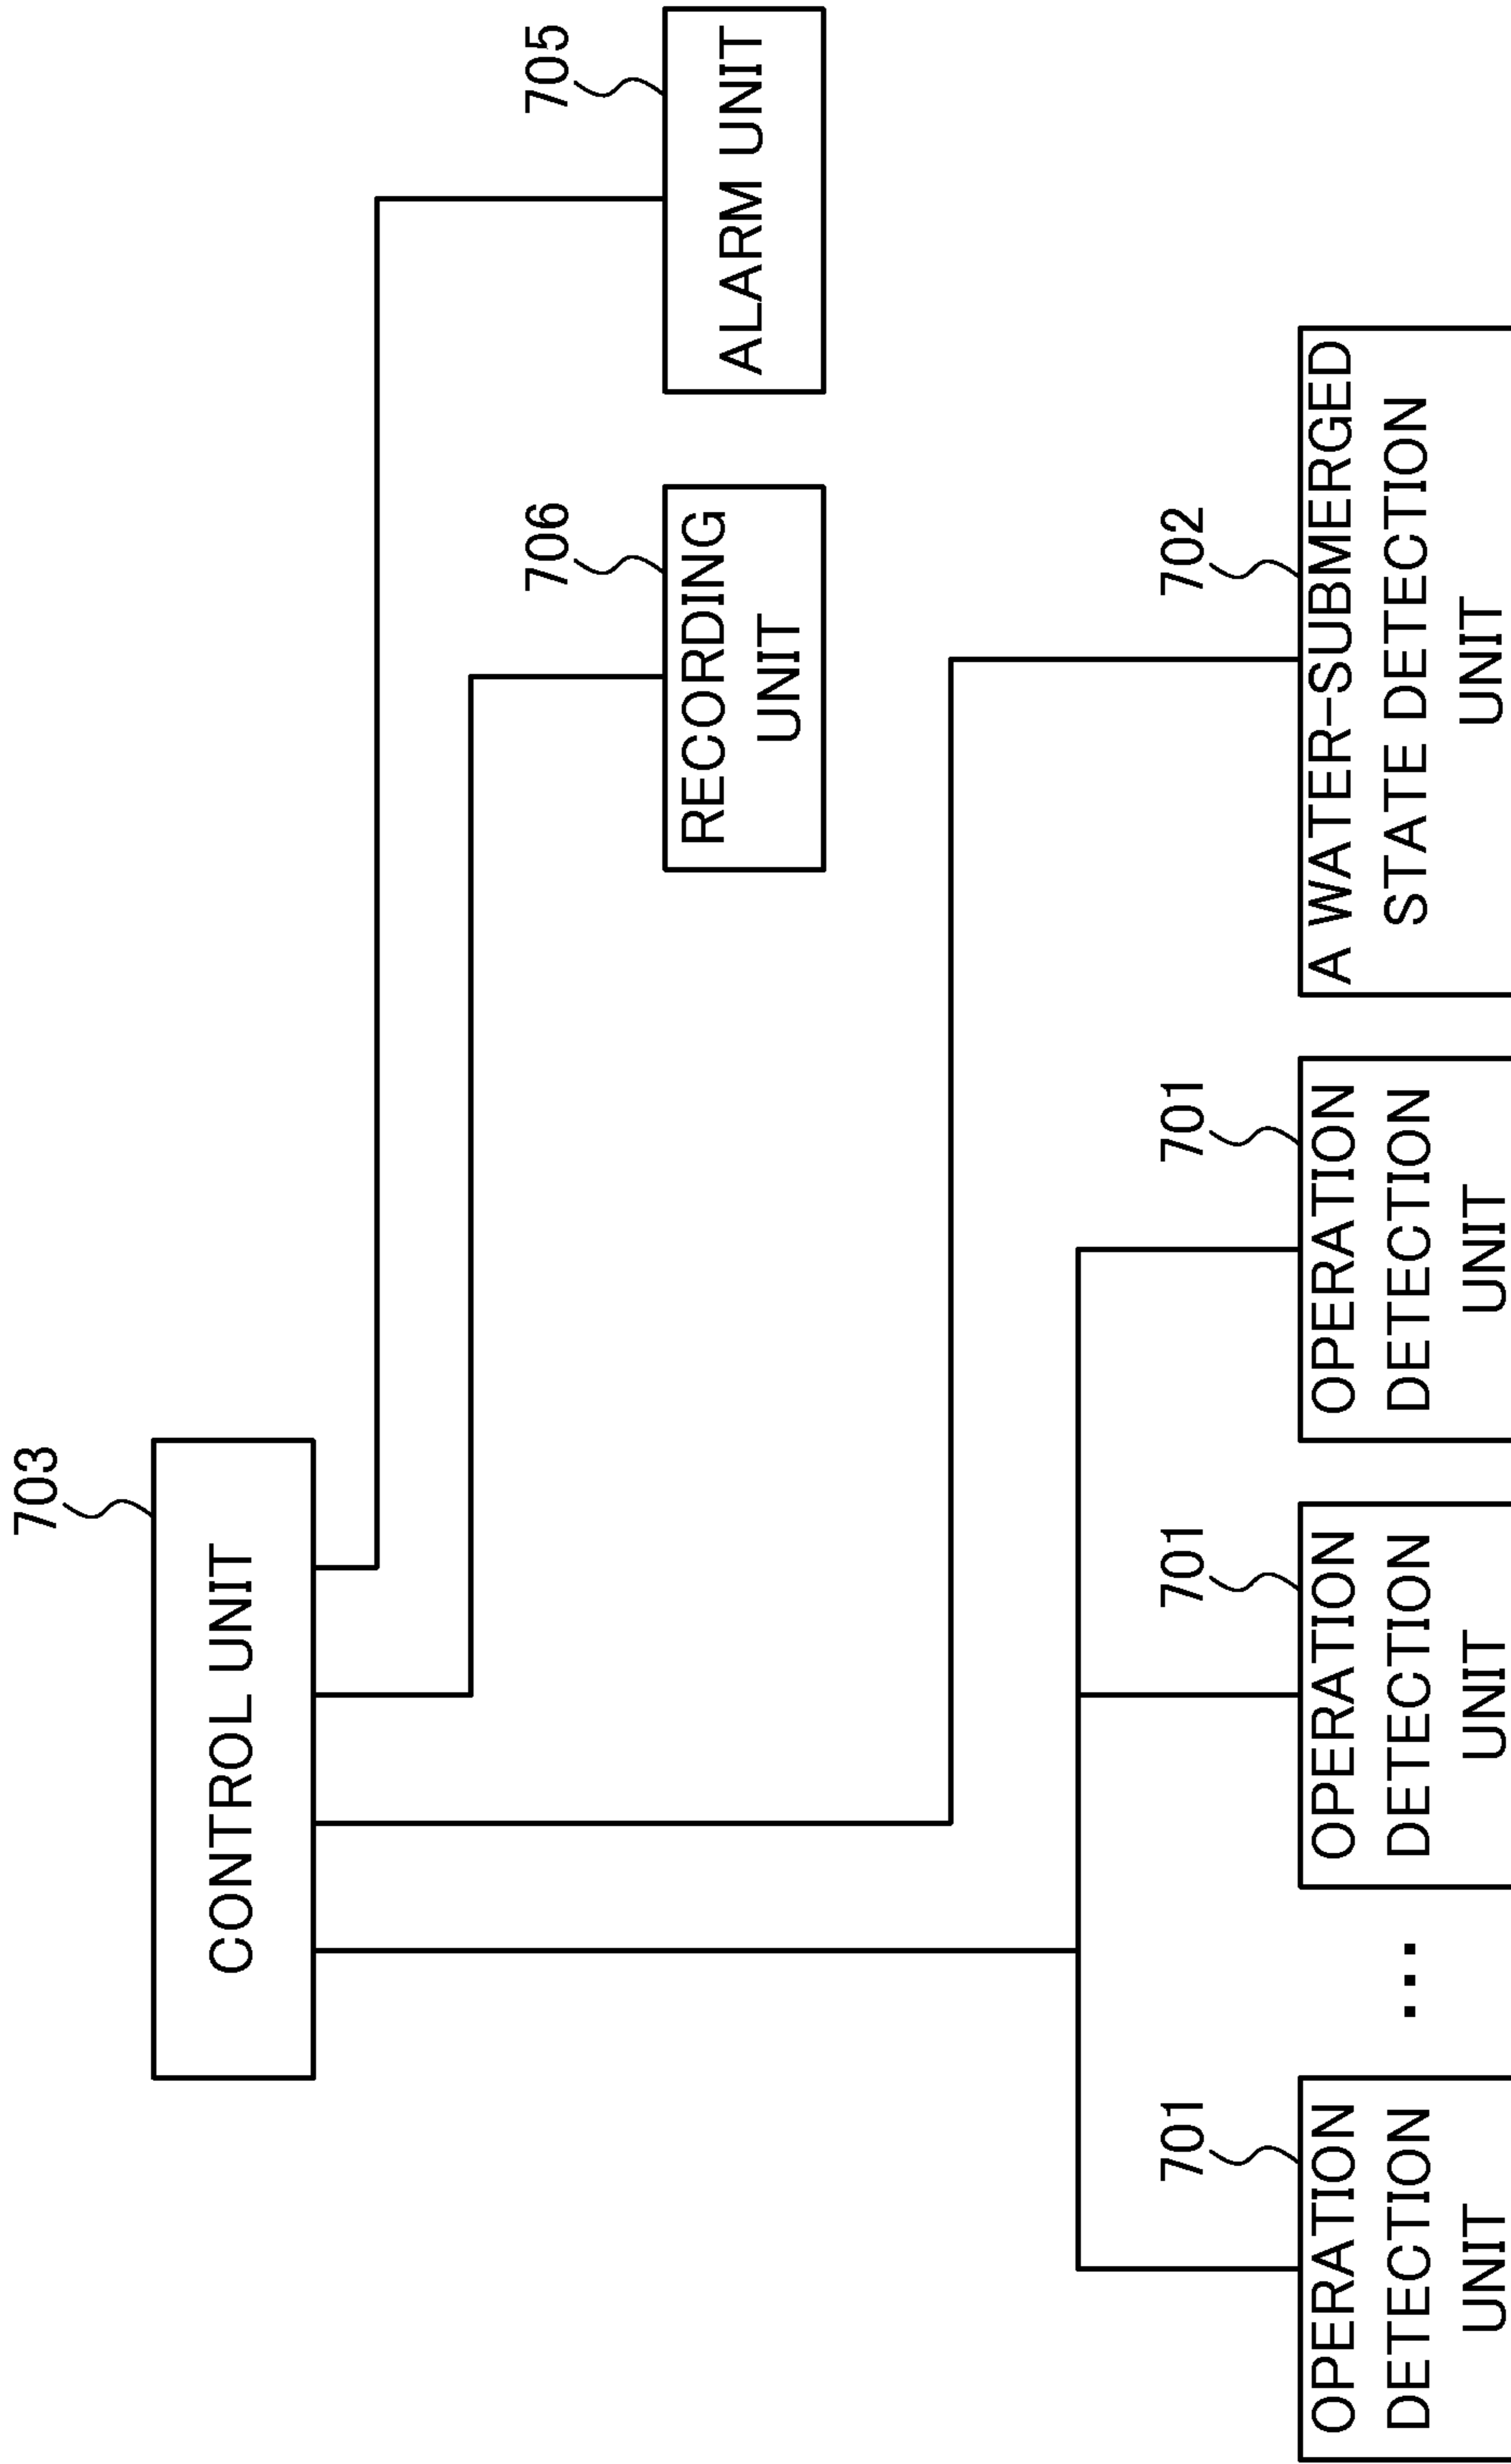 703
CONTROL UNIT
706
RECORDING
UNIT
705
ALARM UNIT
701
OPERATION
DETECTION
UNIT
...
701
OPERATION
DETECTION
UNIT
701
OPERATION
DETECTION
UNIT
702
A WATER-SUBMERGED
STATE DETECTION
UNIT